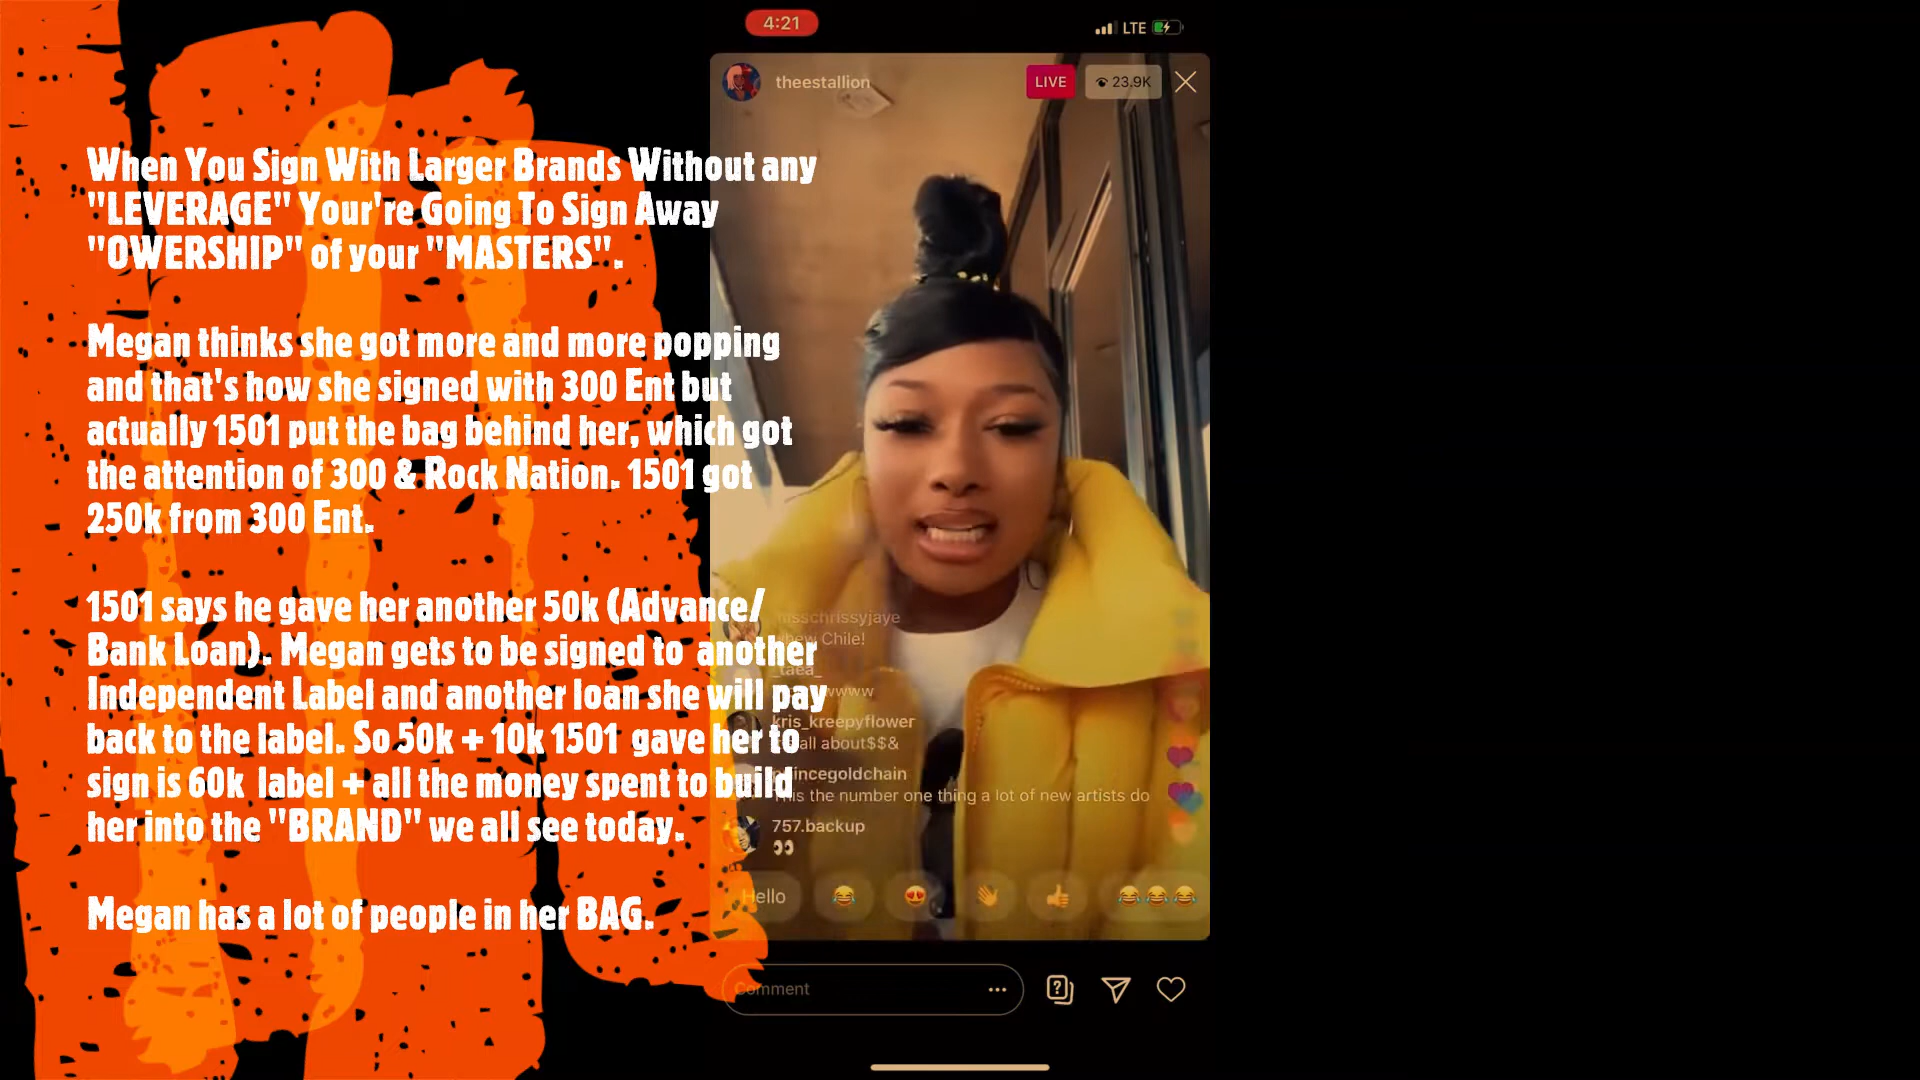 4:21
LTE
theestallion
LIVE
23.9K
When You Sign With Larger Brands Without any
"LEVERAGE" Your're Going To Sign Away
"OWERSHIP" of your "MASTERS".
Megan thinks she got more and more popping
and that's how she signed with 300 Ent but
actually 1501 put the bag behind her, which got
the attention of 300 & Rock Nation. 1501 got
250k from 300 Ent.
1501 says he gave her another 50k (Advance/
Bank Loan). Megan gets to be signed to another
Independent Label and another loan she will pay
back to the label. So 50k + 10k 1501 gave her to
sign is 60k label + all the money spent to build
her into the "BRAND" we all see today.
Megan has a lot of people in her BAG.
Chile!
_taea_
kris_kreepyflower
all about$$&
princegoldchain
This the number one thing a lot of new artists do
757.backup
👀
Hello 😂 😍 👋 👍 😂😂😂
Comment